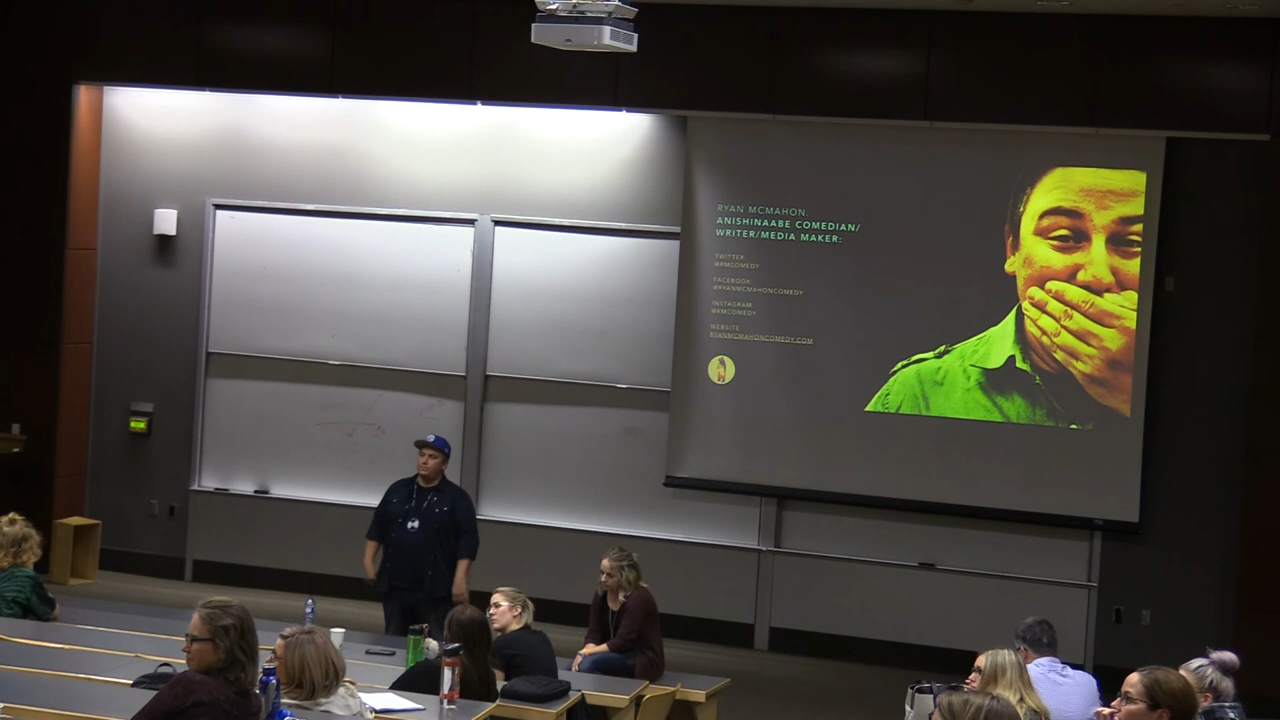 RYAN MCMAHON.
ANISHINAABE COMEDIAN/
WRITER/MEDIA MAKER:
TWITTER:
@RMCOMEDY
FACEBOOK:
@RYANMCMAHONCOMEDY
INSTAGRAM:
@RMCOMEDY
WEBSITE:
RYANMCMAHONCOMEDY.COM